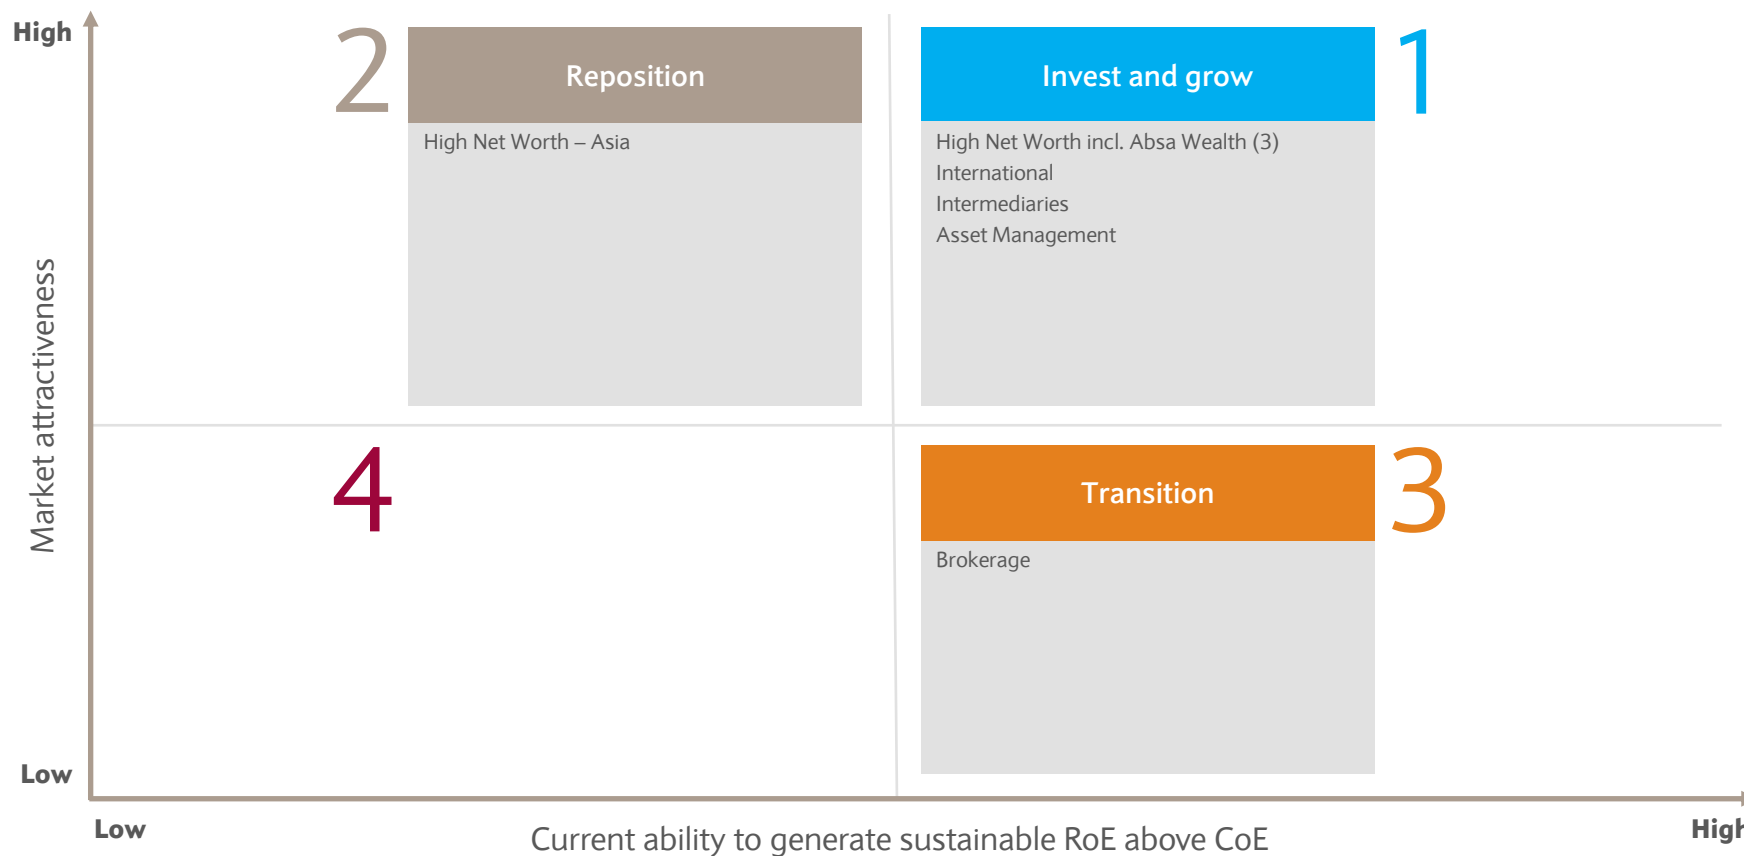 High
2
Reposition
High Net Worth – Asia
Invest and grow
1
High Net Worth incl. Absa Wealth (3)
International
Intermediaries
Asset Management
Market attractiveness
4
Transition
3
Brokerage
Low
Low
Current ability to generate sustainable RoE above CoE
High